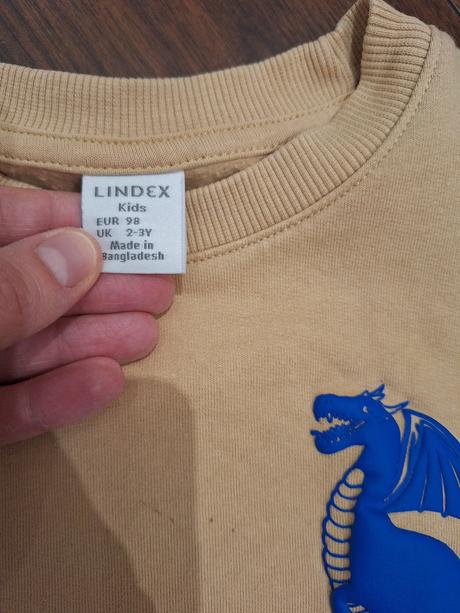 LINDEX
Kids
EUR 98
UK 2-3Y
Made in
Bangladesh